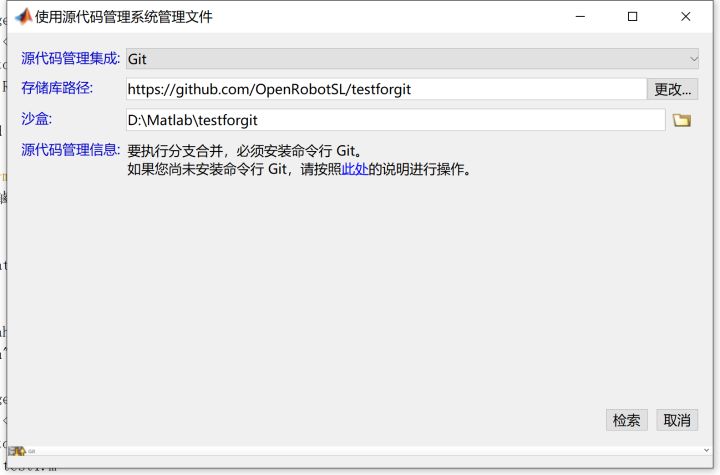 使用源代码管理系统管理文件
源代码管理集成: Git
存储库路径: https://github.com/OpenRobotSL/testforgit 更改...
沙盒: D:\Matlab\testforgit
源代码管理信息: 要执行分支合并，必须安装命令行 Git。
如果您尚未安装命令行 Git，请按照此处的说明进行操作。
检索 取消
Git